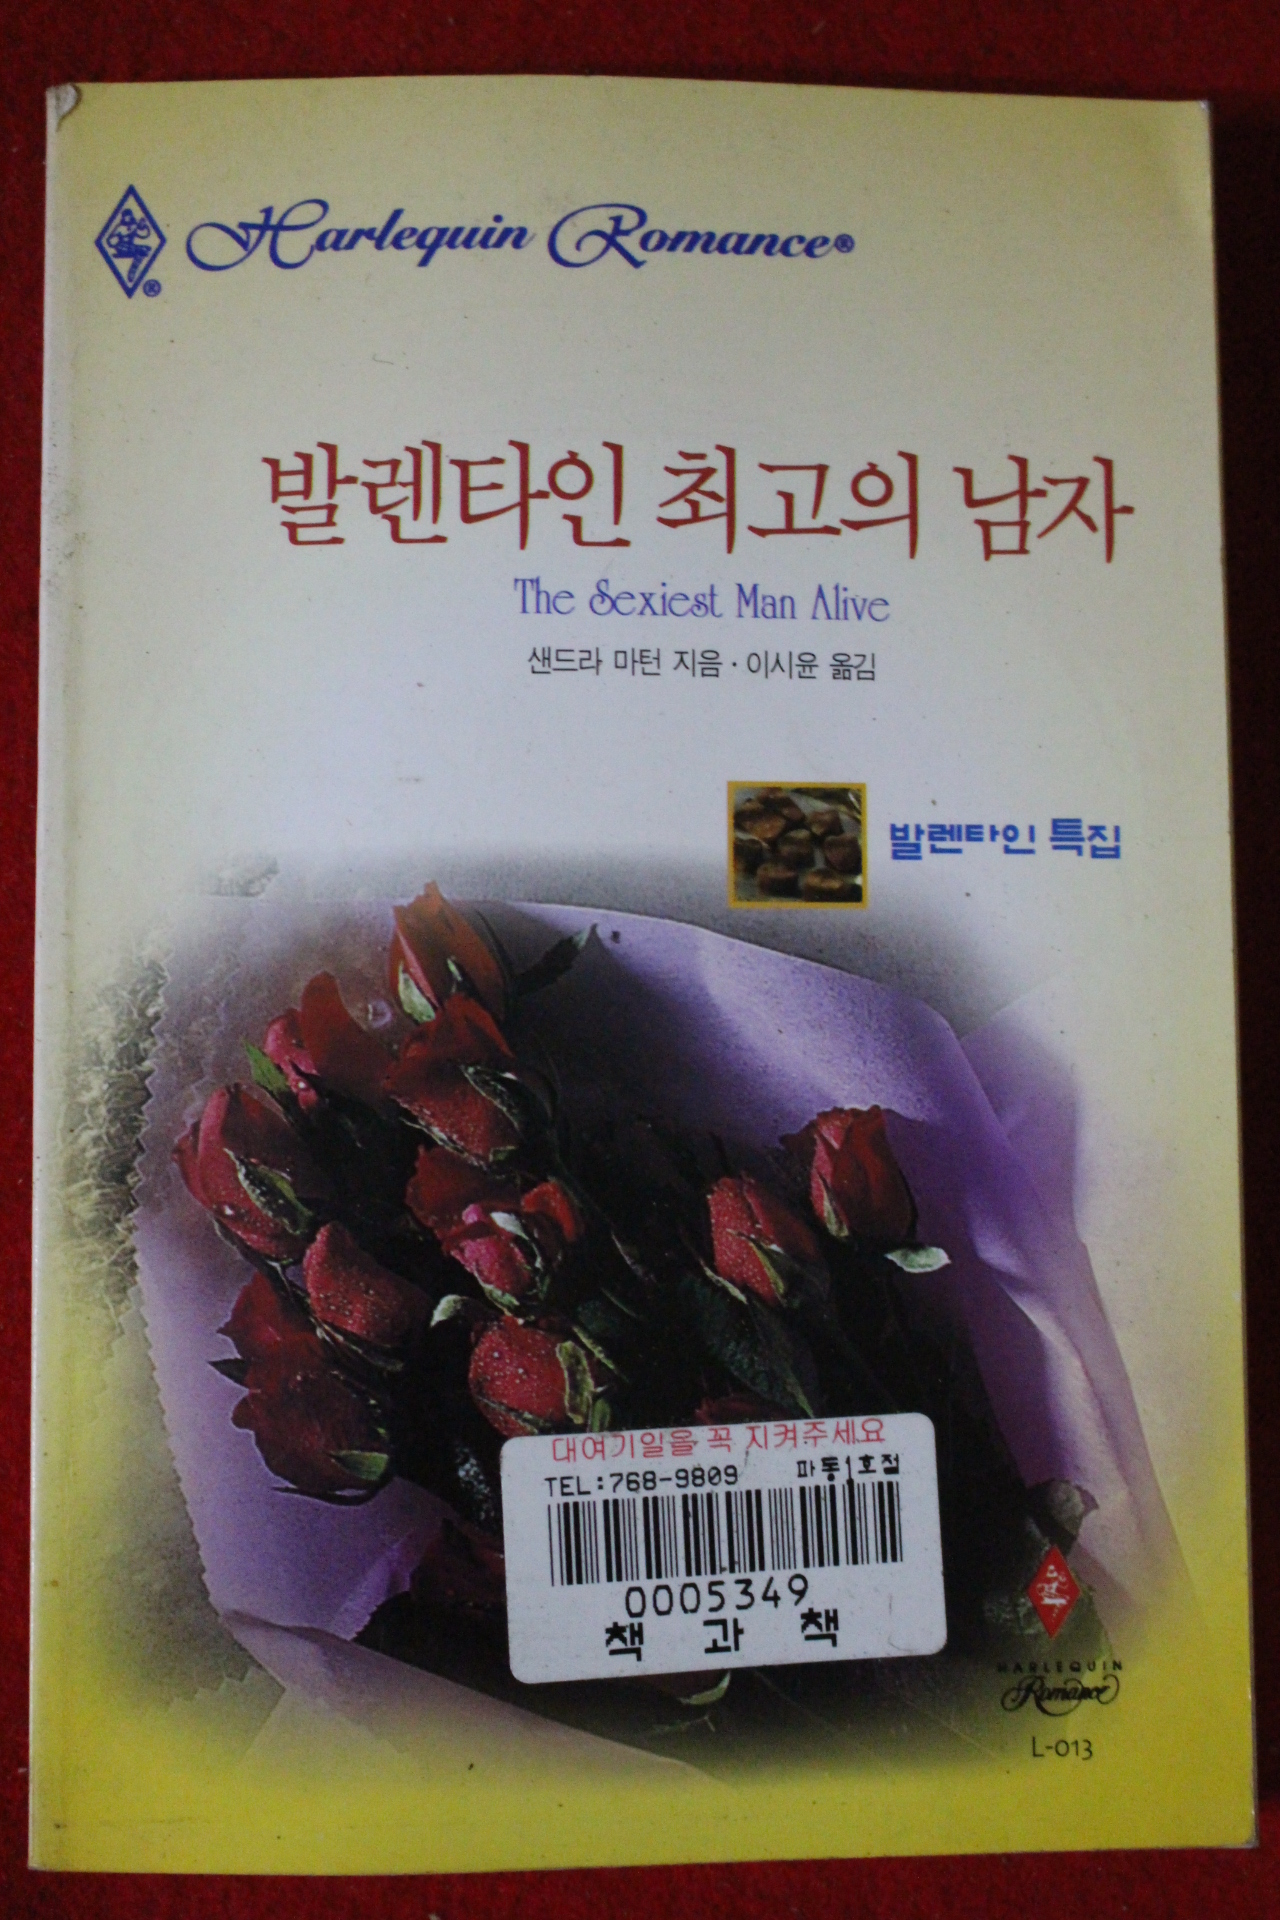 Harlequin Romance®
®
발렌타인 최고의 남자
The Sexiest Man Alive
샌드라 마턴 지음 · 이시윤 옮김
발렌타인 특집
대여기일을 꼭 지켜주세요
TEL:768-9809 파동1호점
0005349
책 과 책
HARLEQUIN
Romance
L-013